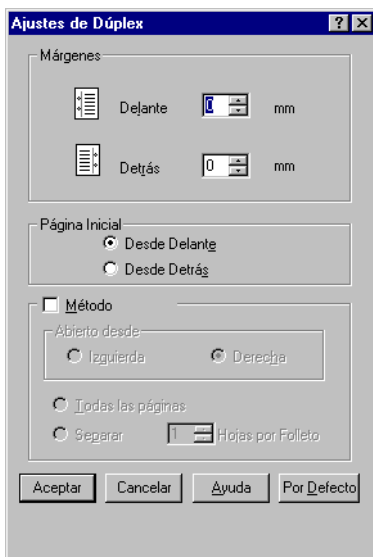 Ajustes de Dúplex
Márgenes
Delante 0 mm
Detrás 0 mm
Página Inicial
Desde Delante
Desde Detrás
Método
Abierto desde
Izquierda Derecha
Todas las páginas
Separar 1 Hojas por Folleto
Aceptar Cancelar Ayuda Por Defecto